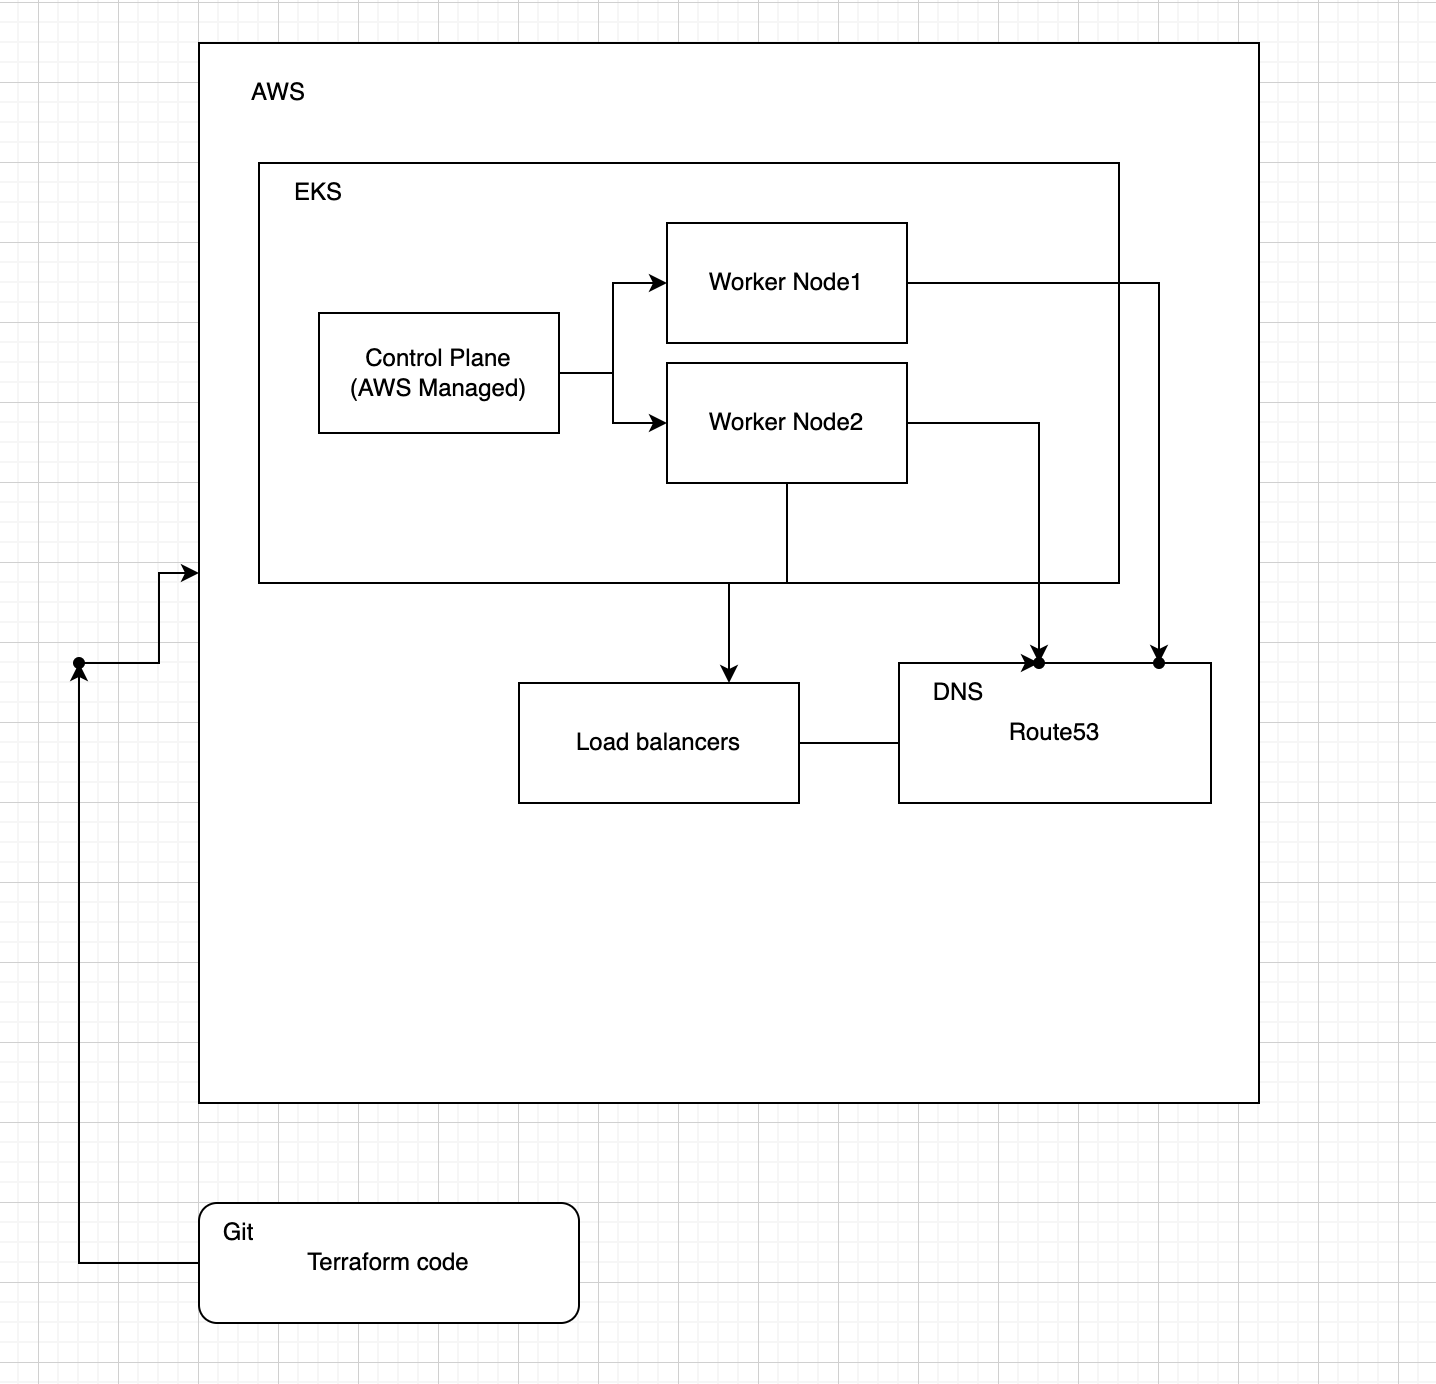 AWS
EKS
Worker Node1
Control Plane
(AWS Managed)
Worker Node2
DNS
Route53
Load balancers
Git
Terraform code